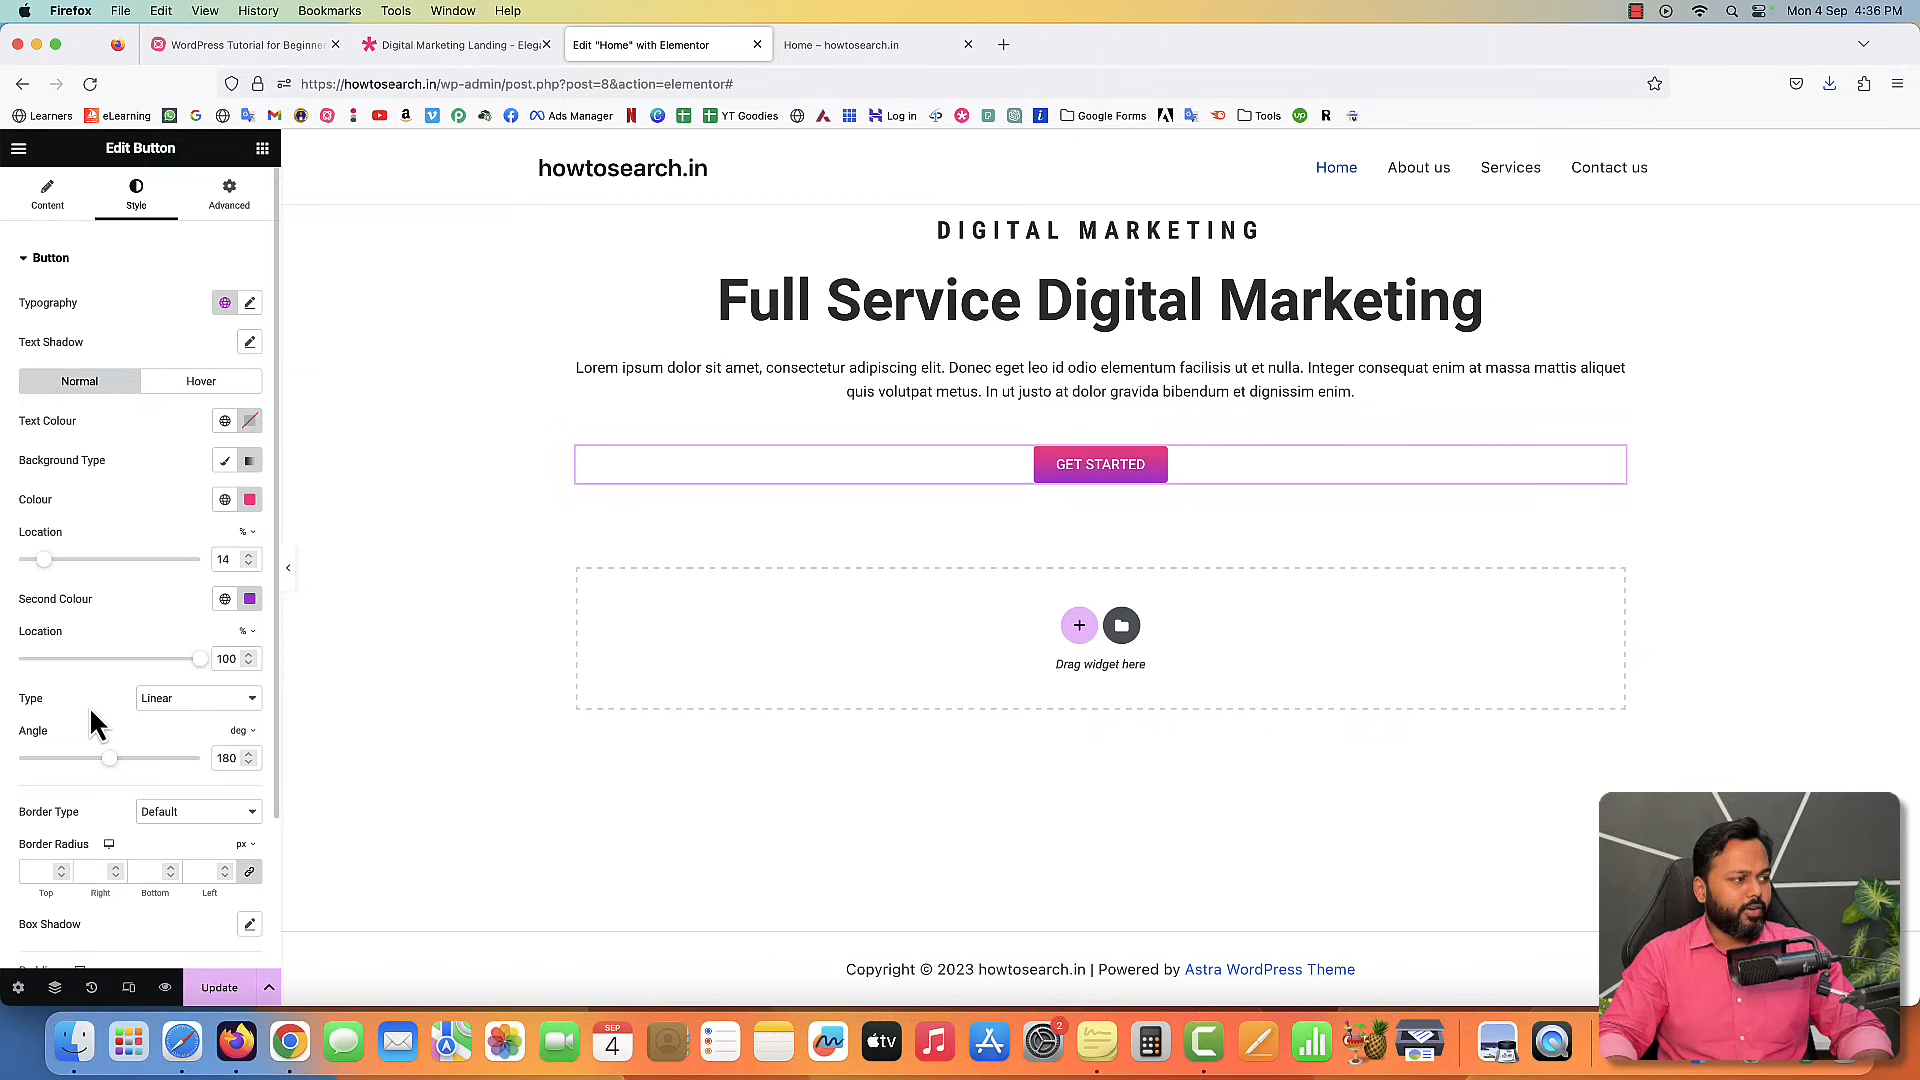 Firefox File Edit View History Bookmarks Tools Window Help Mon 4 Sep 4:36 PM
WordPress Tutorial for Beginner Digital Marketing Landing - Elega Edit "Home" with Elementor Home – howtosearch.in
https://howtosearch.in/wp-admin/post.php?post=8&action=elementor#
Learners eLearning Ads Manager YT Goodies Log in Google Forms Tools
Edit Button
Content Style Advanced
Button
Typography
Text Shadow
Normal Hover
Text Colour
Background Type
Colour
Location %
14
Second Colour
Location %
100
Type Linear
Angle deg
180
Border Type Default
Border Radius px
Top Right Bottom Left
Box Shadow
Update
howtosearch.in Home About us Services Contact us
DIGITAL MARKETING
Full Service Digital Marketing
Lorem ipsum dolor sit amet, consectetur adipiscing elit. Donec eget leo id odio elementum facilisis ut et nulla. Integer consequat enim at massa mattis aliquet
quis volutpat metus. In ut justo at dolor gravida bibendum et dignissim enim.
GET STARTED
Drag widget here
Copyright © 2023 howtosearch.in | Powered by Astra WordPress Theme
SEP
4
tv
2